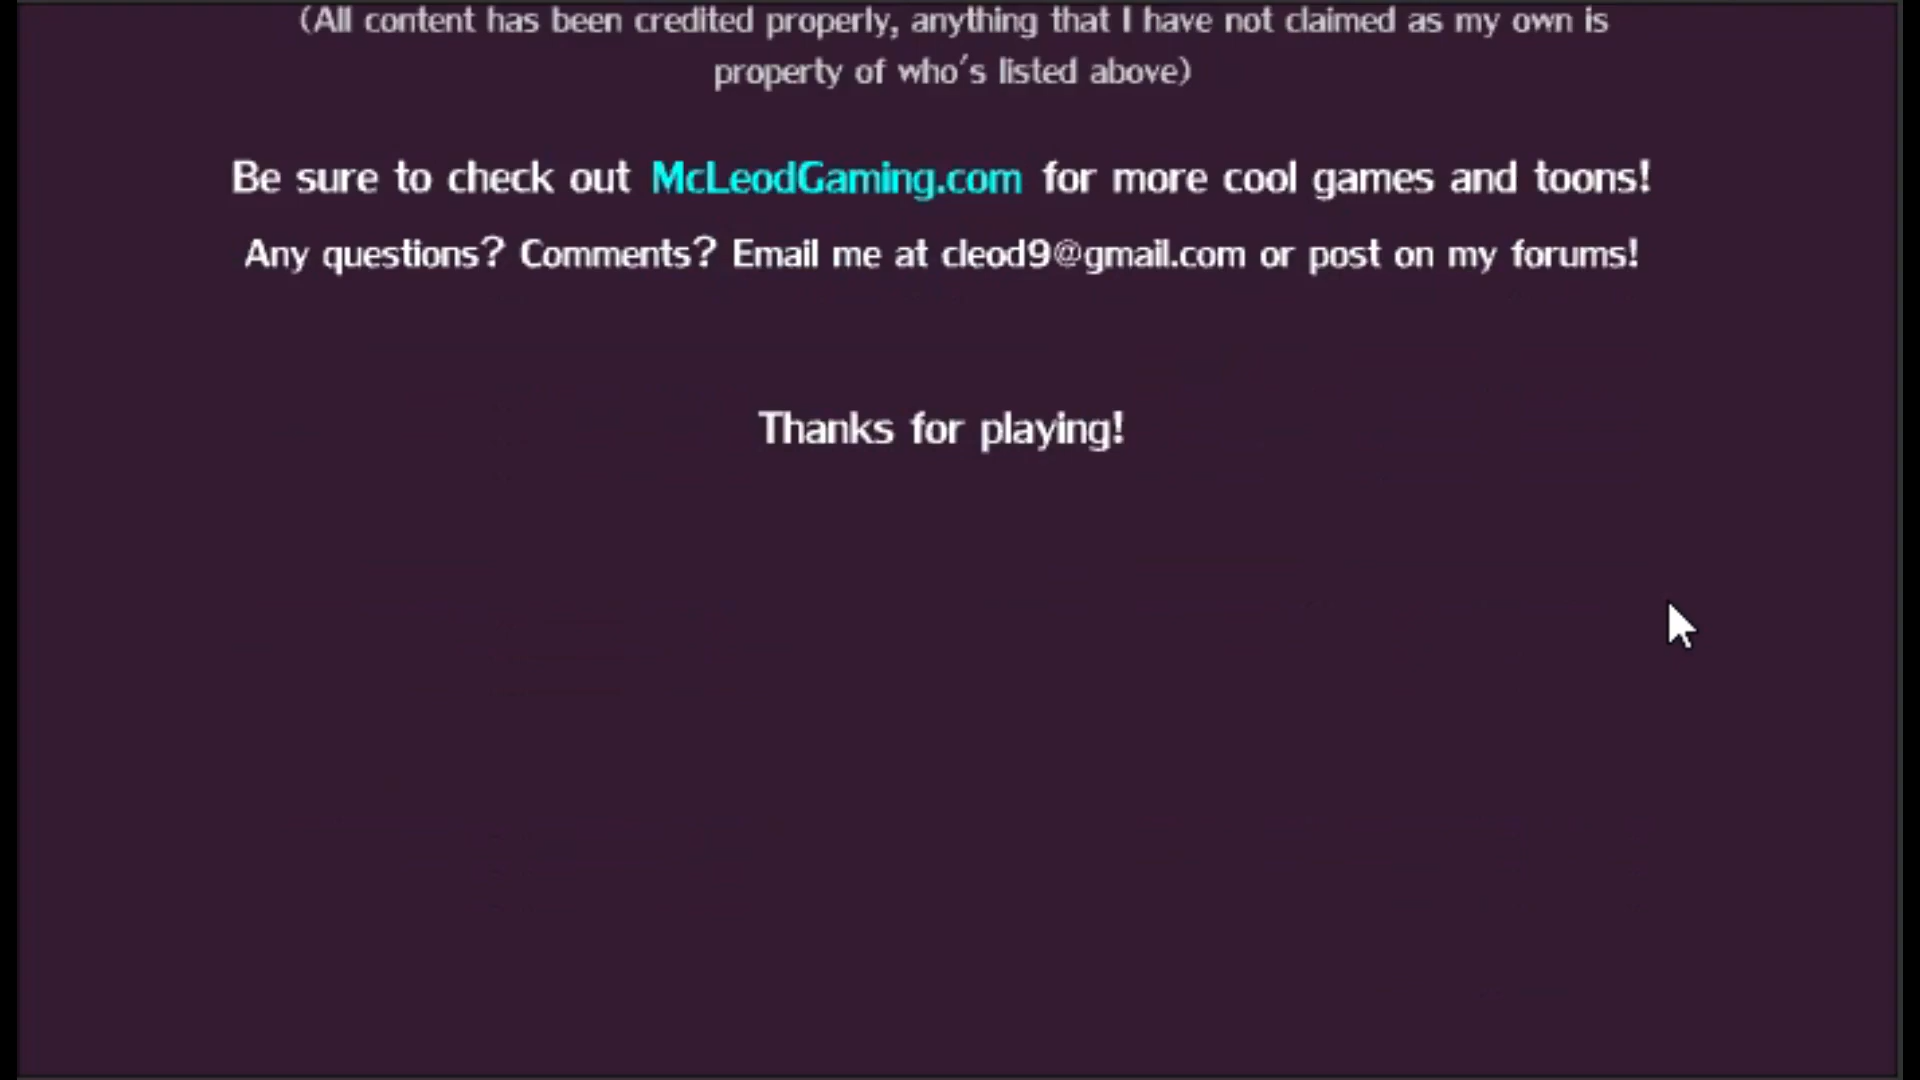 (All content has been credited properly, anything that I have not claimed as my own is
property of who's listed above)
Be sure to check out McLeodGaming.com for more cool games and toons!
Any questions? Comments? Email me at cleod9@gmail.com or post on my forums!
Thanks for playing!